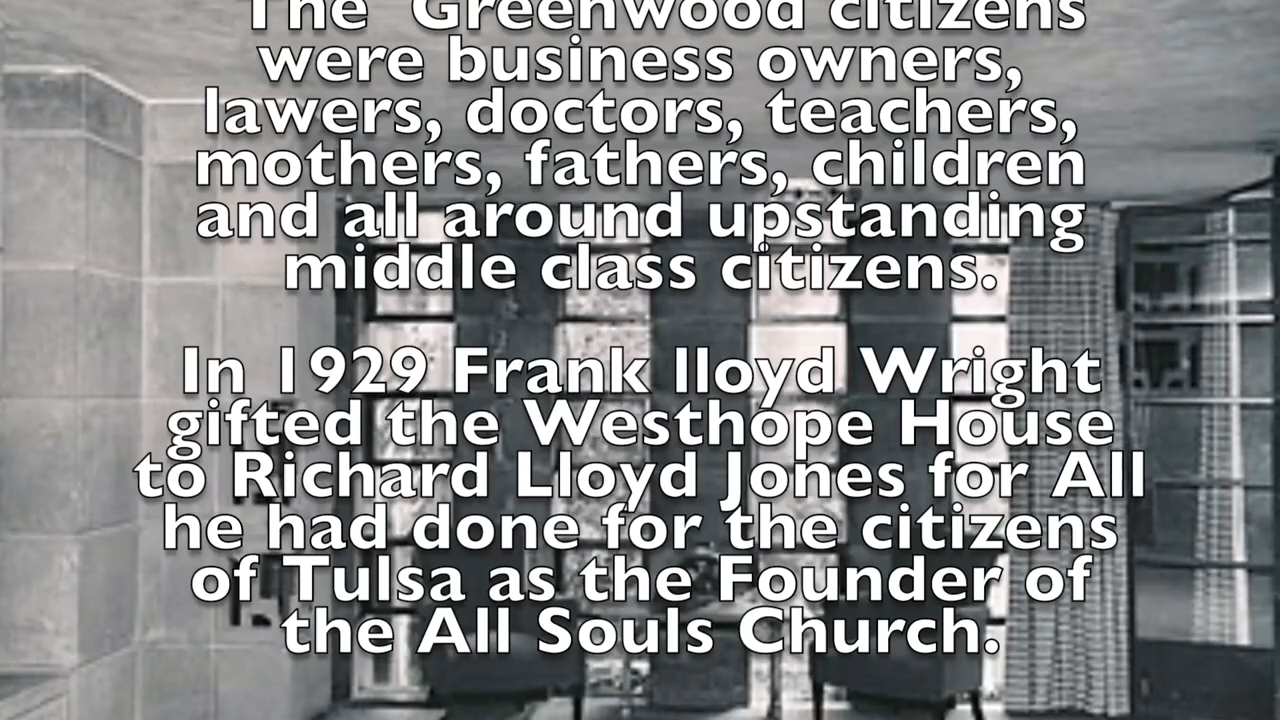 The Greenwood citizens
were business owners,
lawers, doctors, teachers,
mothers, fathers, children
and all around upstanding
middle class citizens.
In 1929 Frank lloyd Wright
gifted the Westhope House
to Richard Lloyd Jones for All
he had done for the citizens
of Tulsa as the Founder of
the All Souls Church.